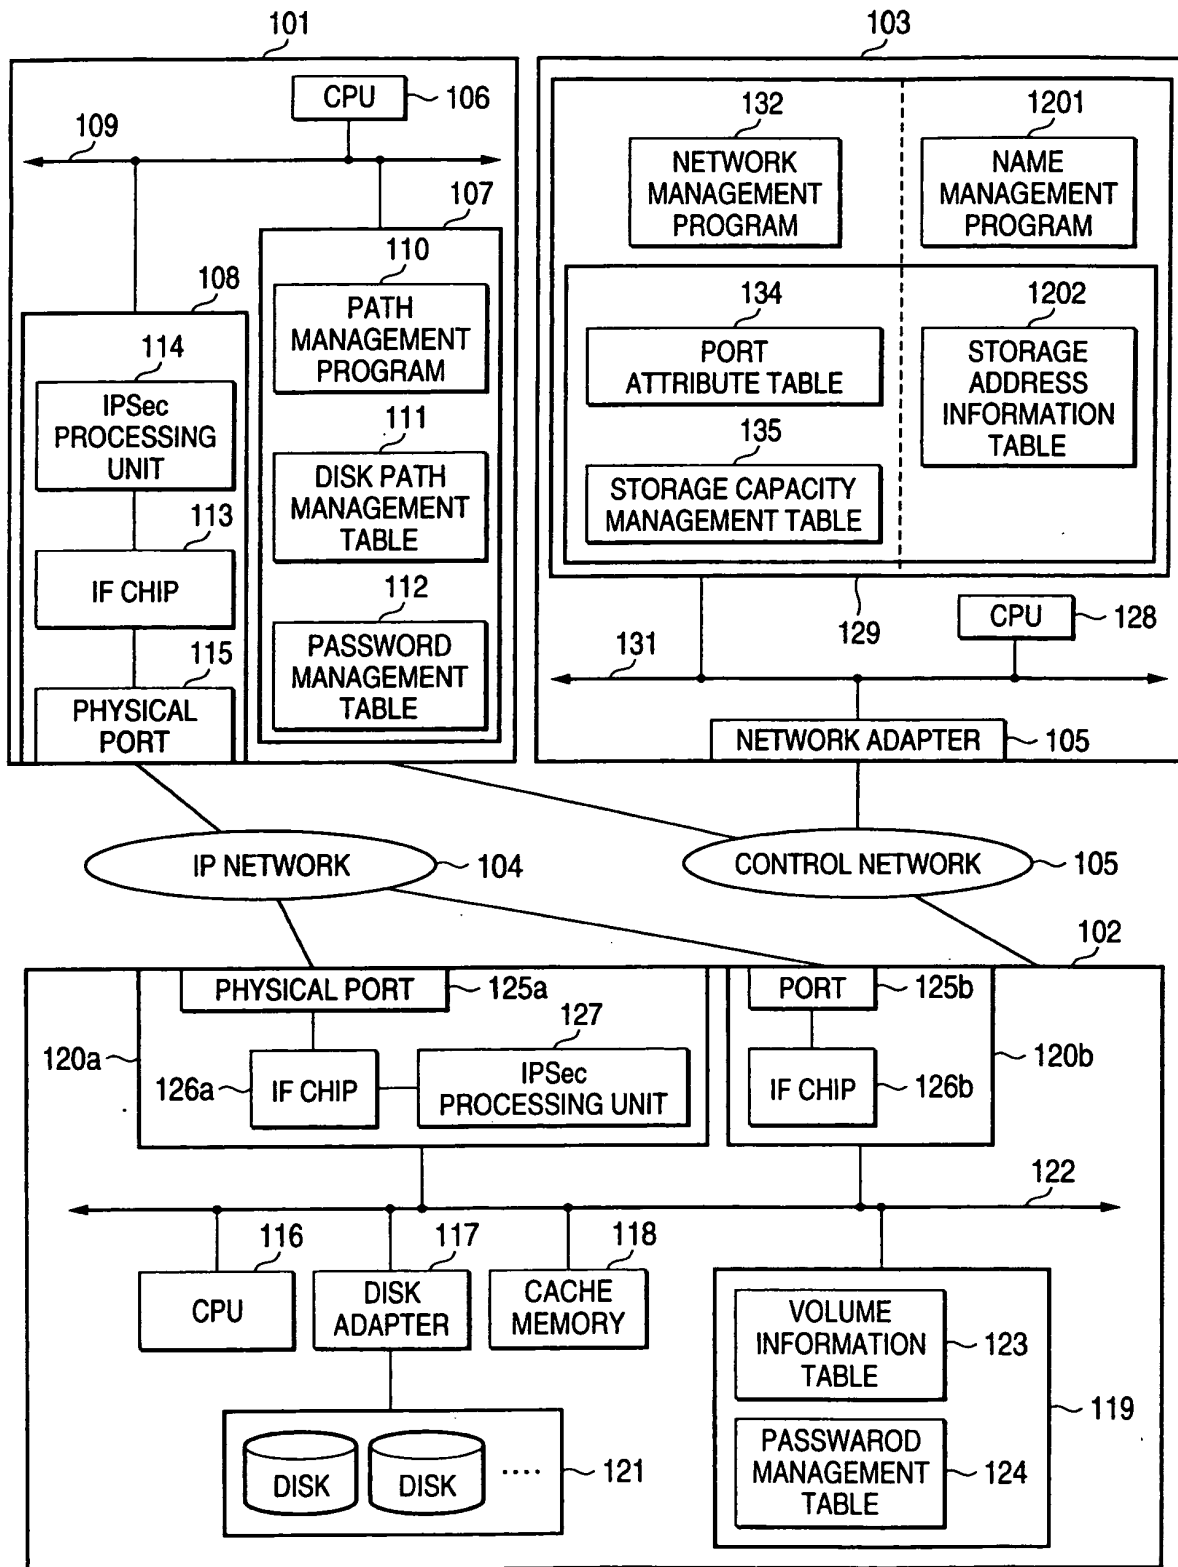 101
CPU
106
109
107
110
PATH
MANAGEMENT
PROGRAM
108
114
IPSec
PROCESSING
UNIT
111
DISK PATH
MANAGEMENT
TABLE
113
IF CHIP
112
PASSWORD
MANAGEMENT
TABLE
115
PHYSICAL
PORT
103
132
NETWORK
MANAGEMENT
PROGRAM
1201
NAME
MANAGEMENT
PROGRAM
134
PORT
ATTRIBUTE TABLE
1202
STORAGE
ADDRESS
INFORMATION
TABLE
135
STORAGE CAPACITY
MANAGEMENT TABLE
129
CPU
128
131
NETWORK ADAPTER
105
IP NETWORK
104
CONTROL NETWORK
105
102
PHYSICAL PORT
125a
PORT
125b
120a
127
120b
126a
IF CHIP
IPSec
PROCESSING UNIT
IF CHIP
126b
122
116
CPU
117
DISK
ADAPTER
118
CACHE
MEMORY
VOLUME
INFORMATION
TABLE
123
119
PASSWAROD
MANAGEMENT
TABLE
124
DISK
DISK
....
121